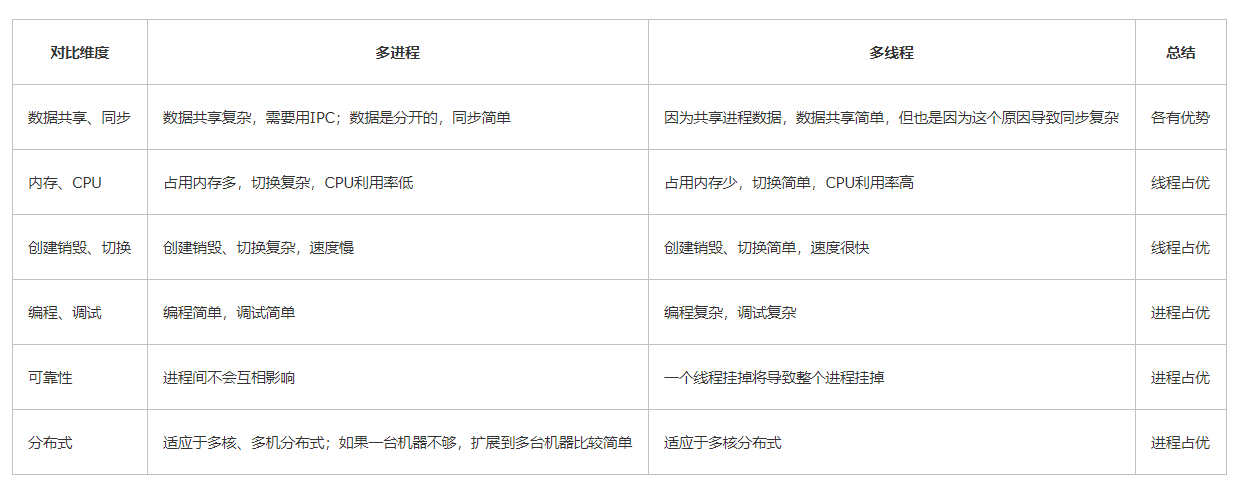 对比维度 多进程 多线程 总结
数据共享、同步 数据共享复杂，需要用IPC；数据是分开的，同步简单 因为共享进程数据，数据共享简单，但也是因为这个原因导致同步复杂 各有优势
内存、CPU 占用内存多，切换复杂，CPU利用率低 占用内存少，切换简单，CPU利用率高 线程占优
创建销毁、切换 创建销毁、切换复杂，速度慢 创建销毁、切换简单，速度很快 线程占优
编程、调试 编程简单，调试简单 编程复杂，调试复杂 进程占优
可靠性 进程间不会互相影响 一个线程挂掉将导致整个进程挂掉 进程占优
分布式 适应于多核、多机分布式；如果一台机器不够，扩展到多台机器比较简单 适应于多核分布式 进程占优